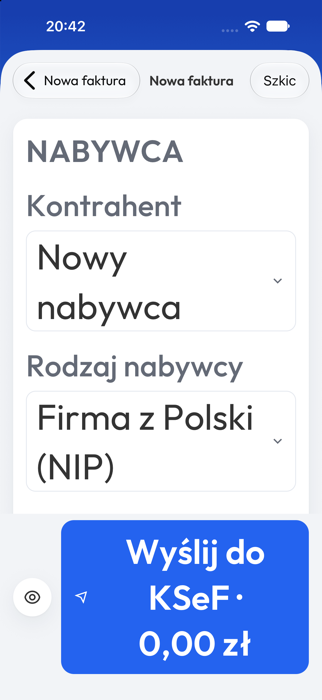 20:42
Nowa faktura
Nowa faktura
Szkic
NABYWCA
Kontrahent
Nowy
nabywca
Rodzaj nabywcy
Firma z Polski
(NIP)
Wyślij do
KSeF ·
0,00 zł